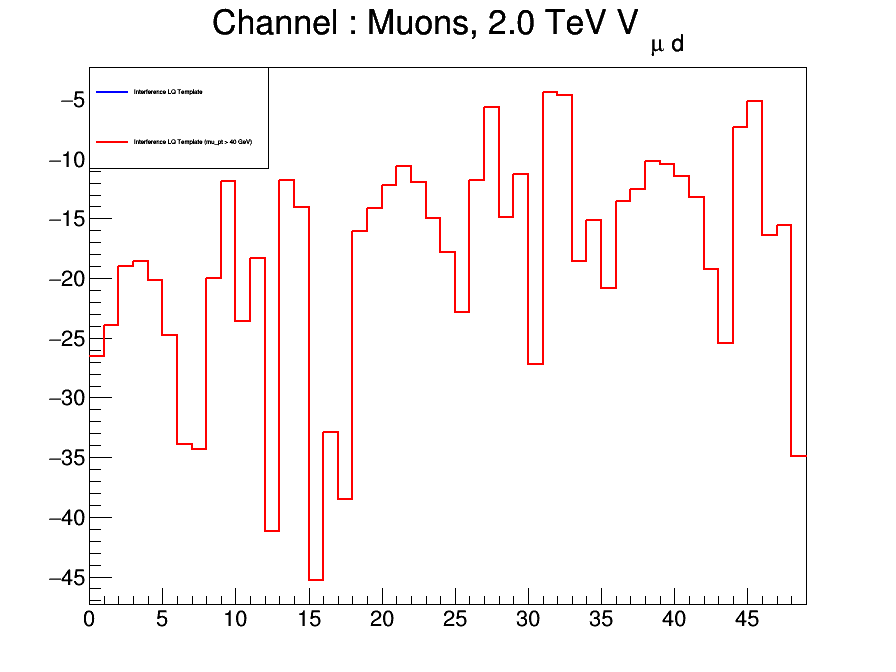 Channel : Muons, 2.0 TeV V μ d
Interference LQ Template
Interference LQ Template (mu_pt > 40 GeV)
−5
−10
−15
−20
−25
−30
−35
−40
−45
0 5 10 15 20 25 30 35 40 45